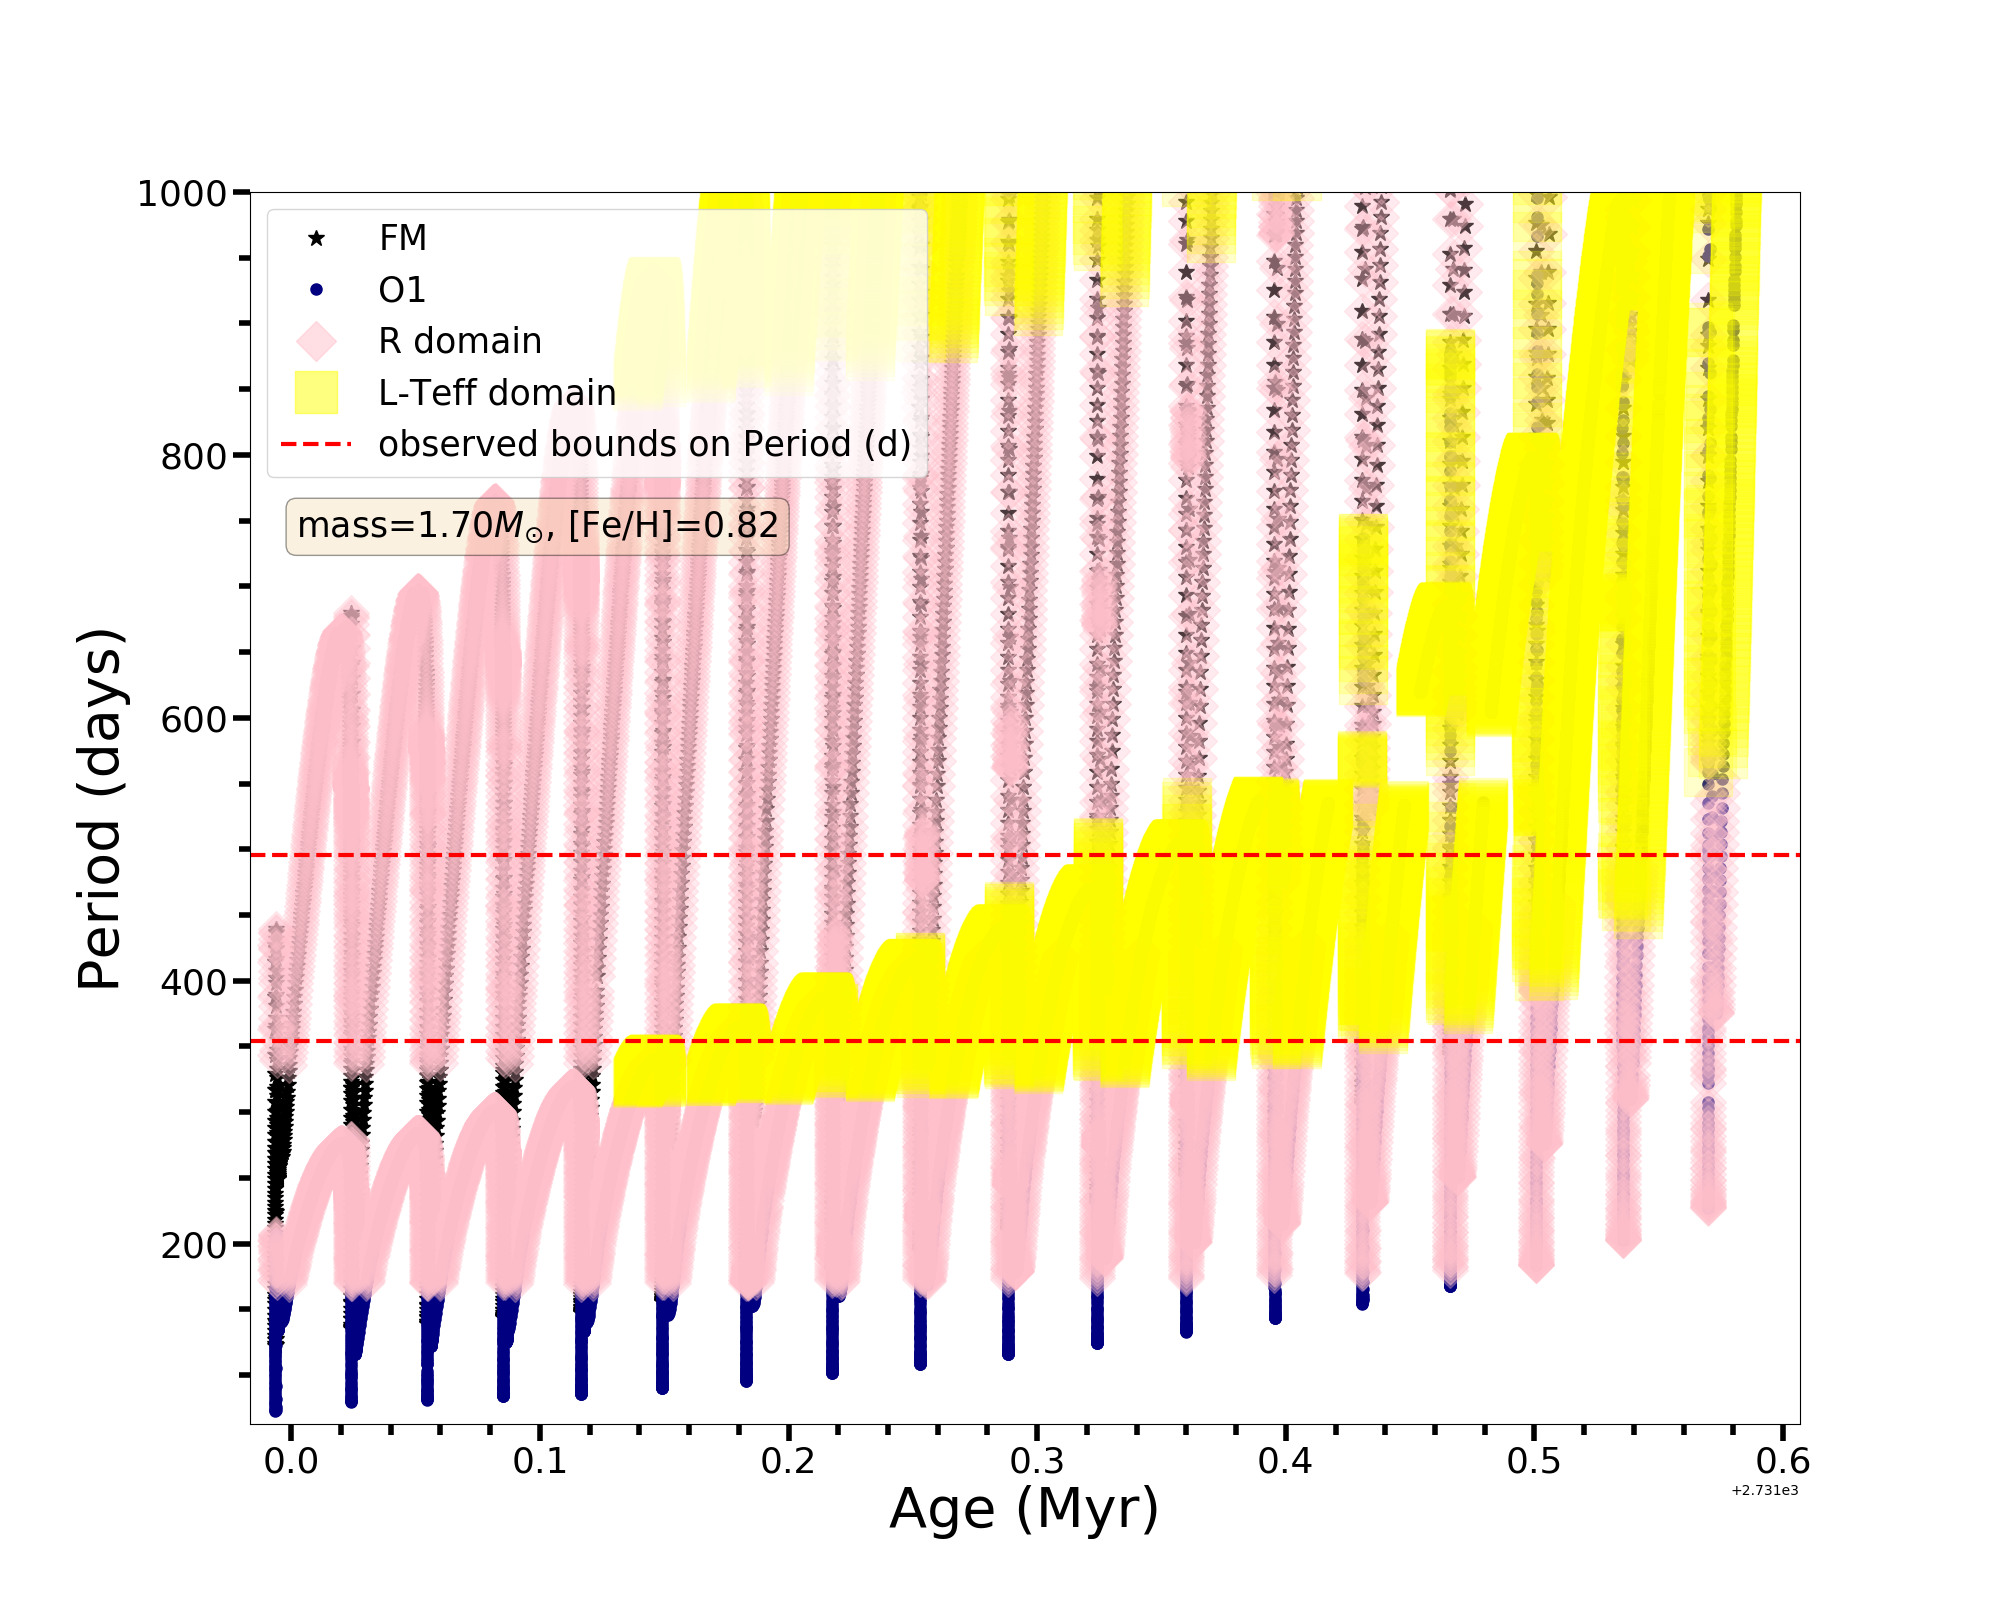 1000
800
600
400
200
Period (days)
FM
O1
R domain
L-Teff domain
observed bounds on Period (d)
mass=1.70M⊙, [Fe/H]=0.82
0.0 0.1 0.2 0.3 0.4 0.5 0.6
+2.731e3
Age (Myr)